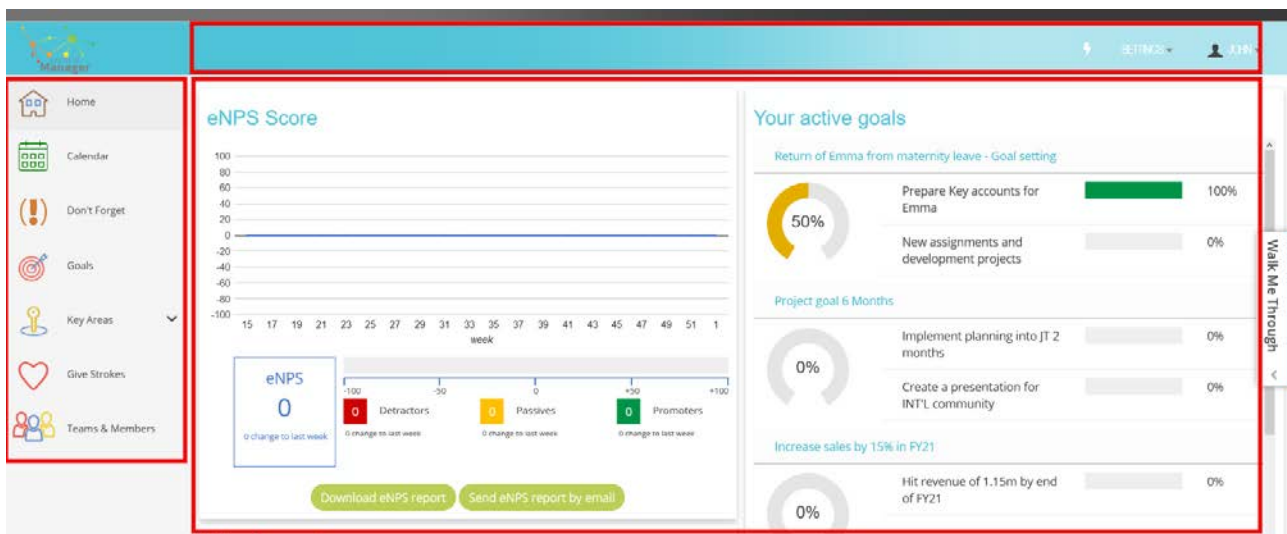 Manager
SETTINGS
JOHN
Home
Calendar
Don't Forget
Goals
Key Areas
Give Strokes
Teams & Members
eNPS Score
100
80
60
40
20
0
-20
-40
-60
-80
-100
15 17 19 21 23 25 27 29 31 33 35 37 39 41 43 45 47 49 51 1
week
eNPS
0
0 change to last week
-100 -50 0 +50 +100
0 Detractors 0 Passives 0 Promoters
0 change to last week 0 change to last week 0 change to last week
Download eNPS report Send eNPS report by email
Your active goals
Return of Emma from maternity leave - Goal setting
50%
Prepare Key accounts for
Emma
100%
New assignments and
development projects
0%
Project goal 6 Months
0%
Implement planning into JT 2
months
0%
Create a presentation for
INT'L community
0%
Increase sales by 15% in FY21
0%
Hit revenue of 1.15m by end
of FY21
0%
Walk Me Through